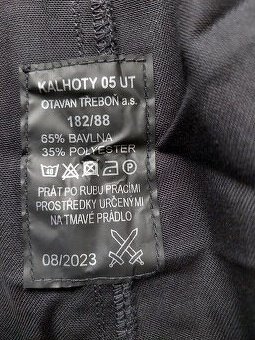 KALHOTY 05 UT
OTAVAN TŘEBOŇ a.s.
182/88
65% BAVLNA
35% POLYESTER
PRÁT PO RUBU PRACÍMI
PROSTŘEDKY URČENÝMI
NA TMAVÉ PRÁDLO
08/2023